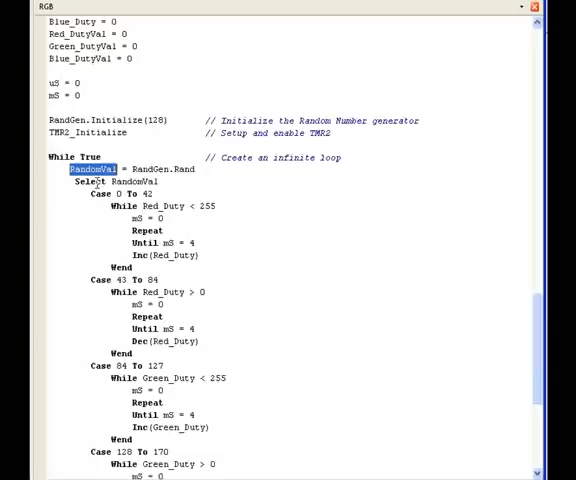 RGB
Blue_Duty = 0
Red_DutyVal = 0
Green_DutyVal = 0
Blue_DutyVal = 0
uS = 0
mS = 0
RandGen.Initialize(128) // Initialize the Random Number generator
TMR2_Initialize // Setup and enable TMR2
While True // Create an infinite loop
RandomVal = RandGen.Rand
Select RandomVal
Case 0 To 42
While Red_Duty < 255
mS = 0
Repeat
Until mS = 4
Inc(Red_Duty)
Wend
Case 43 To 84
While Red_Duty > 0
mS = 0
Repeat
Until mS = 4
Dec(Red_Duty)
Wend
Case 84 To 127
While Green_Duty < 255
mS = 0
Repeat
Until mS = 4
Inc(Green_Duty)
Wend
Case 128 To 170
While Green_Duty > 0
mS = 0